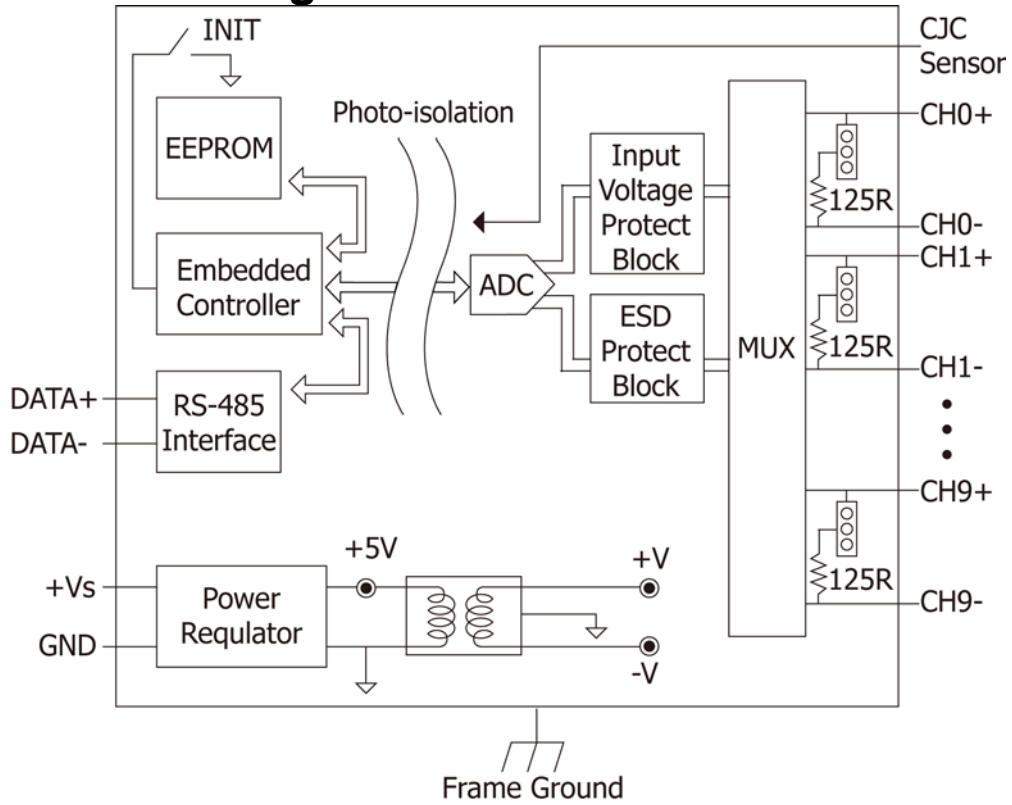 INIT
CJC
Sensor
Photo-isolation
EEPROM
Input
Voltage
Protect
Block
CH0+
125R
CH0-
CH1+
Embedded
Controller
ADC
ESD
Protect
Block
MUX
125R
CH1-
DATA+
DATA-
RS-485
Interface
CH9+
125R
CH9-
+5V
+V
+Vs
GND
Power
Requlator
-V
Frame Ground